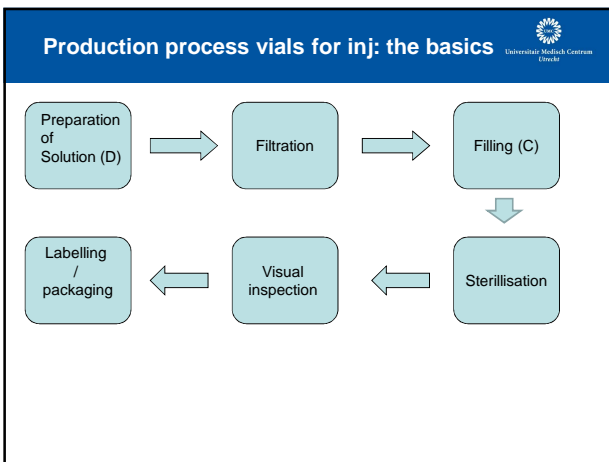 Production process vials for inj: the basics
UMC
Universitair Medisch Centrum
Utrecht
Preparation
of
Solution (D)
Filtration
Filling (C)
Sterillisation
Visual
inspection
Labelling
/
packaging